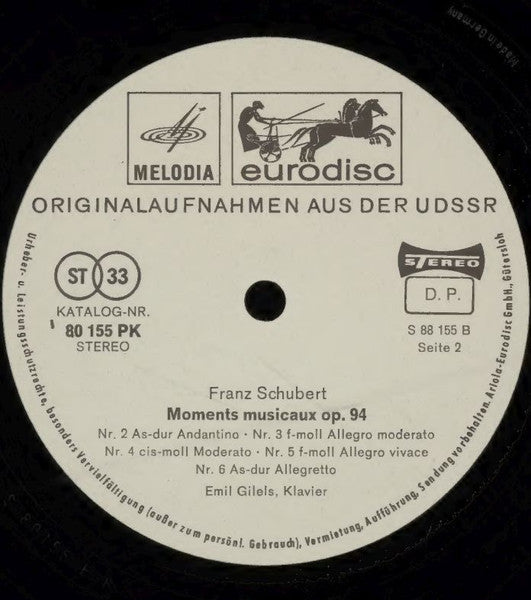 Made in Germany
MELODIA
eurodisc
ORIGINALAUFNAHMEN AUS DER UDSSR
ST 33
KATALOG-NR.
80 155 PK
STEREO
STEREO
D. P.
S 88 155 B
Seite 2
Franz Schubert
Moments musicaux op. 94
Nr. 2 As-dur Andantino · Nr. 3 f-moll Allegro moderato
Nr. 4 cis-moll Moderato · Nr. 5 f-moll Allegro vivace
Nr. 6 As-dur Allegretto
Emil Gilels, Klavier
Urheber- u. Leistungsschutzrechte, besonders Vervielfältigung (außer zum persönl. Gebrauch), Vermietung, Aufführung, Sendung vorbehalten. Ariola-Eurodisc GmbH., Gütersloh